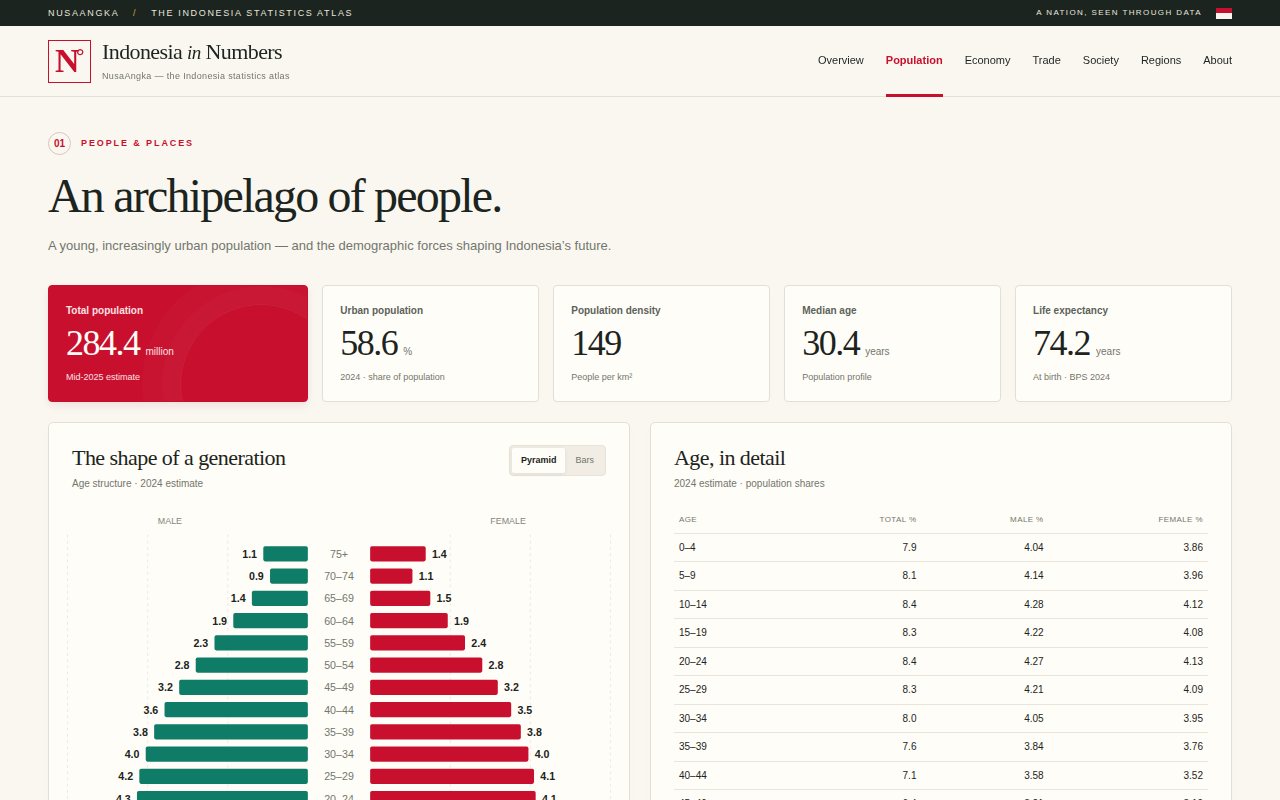 NUSAANGKA / THE INDONESIA STATISTICS ATLAS
A NATION, SEEN THROUGH DATA
N°
Indonesia in Numbers
NusaAngka — the Indonesia statistics atlas
Overview Population Economy Trade Society Regions About
01 PEOPLE & PLACES
An archipelago of people.
A young, increasingly urban population — and the demographic forces shaping Indonesia's future.
Total population
284.4 million
Mid-2025 estimate
Urban population
58.6 %
2024 · share of population
Population density
149
People per km²
Median age
30.4 years
Population profile
Life expectancy
74.2 years
At birth · BPS 2024
The shape of a generation
Age structure · 2024 estimate
Pyramid Bars
MALE FEMALE
1.1 75+ 1.4
0.9 70–74 1.1
1.4 65–69 1.5
1.9 60–64 1.9
2.3 55–59 2.4
2.8 50–54 2.8
3.2 45–49 3.2
3.6 40–44 3.5
3.8 35–39 3.8
4.0 30–34 4.0
4.2 25–29 4.1
4.3 20–24 4.1
Age, in detail
2024 estimate · population shares
AGE TOTAL % MALE % FEMALE %
0–4 7.9 4.04 3.86
5–9 8.1 4.14 3.96
10–14 8.4 4.28 4.12
15–19 8.3 4.22 4.08
20–24 8.4 4.27 4.13
25–29 8.3 4.21 4.09
30–34 8.0 4.05 3.95
35–39 7.6 3.84 3.76
40–44 7.1 3.58 3.52